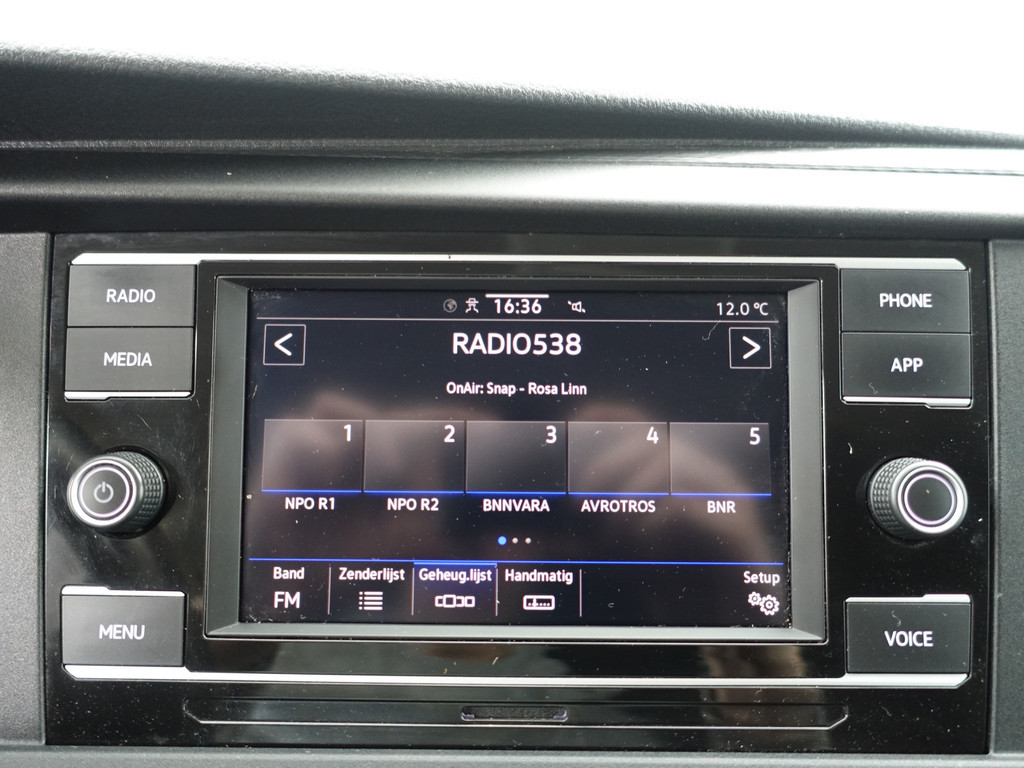 RADIO
MEDIA
MENU
16:36
12.0 °C
<
RADIO538
>
OnAir: Snap - Rosa Linn
1
2
3
4
5
NPO R1
NPO R2
BNNVARA
AVROTROS
BNR
Band
FM
Zenderlijst
Geheug.lijst
Handmatig
Setup
PHONE
APP
VOICE